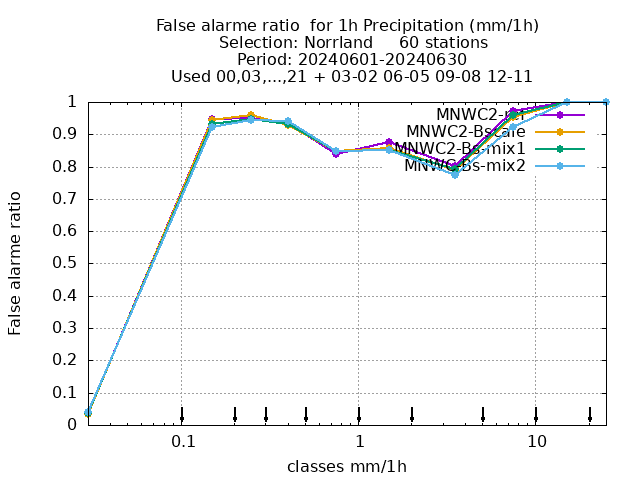 False alarme ratio  for 1h Precipitation (mm/1h)
Selection: Norrland     60 stations
Period: 20240601-20240630
Used 00,03,...,21 + 03-02 06-05 09-08 12-11
False alarme ratio
1
0.9
0.8
0.7
0.6
0.5
0.4
0.3
0.2
0.1
0
MNWC2-Bscale
MNWC2-Bs-mix1
MNWC-Bs-mix2
0.1
1
10
classes mm/1h